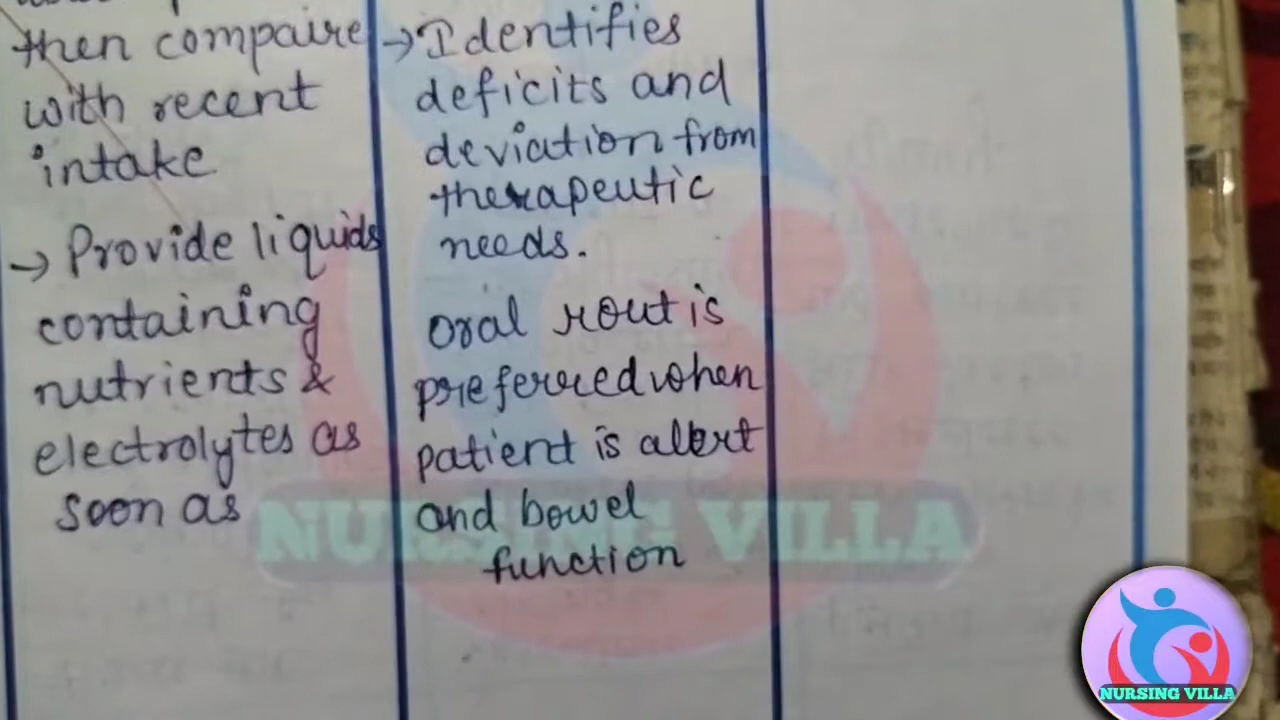 then compaire
with recent
intake
→ Provide liquids
containing
nutrients &
electrolytes as
soon as
→ Identifies
deficits and
deviation from
therapeutic
needs.
oral rout is
preferred when
patient is alert
and bowel
function
NURSING VILLA
NURSING VILLA